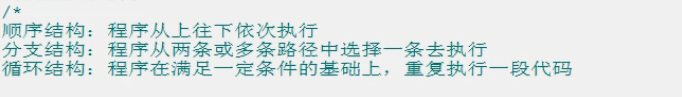 /*
顺序结构：程序从上往下依次执行
分支结构：程序从两条或多条路径中选择一条去执行
循环结构：程序在满足一定条件的基础上，重复执行一段代码